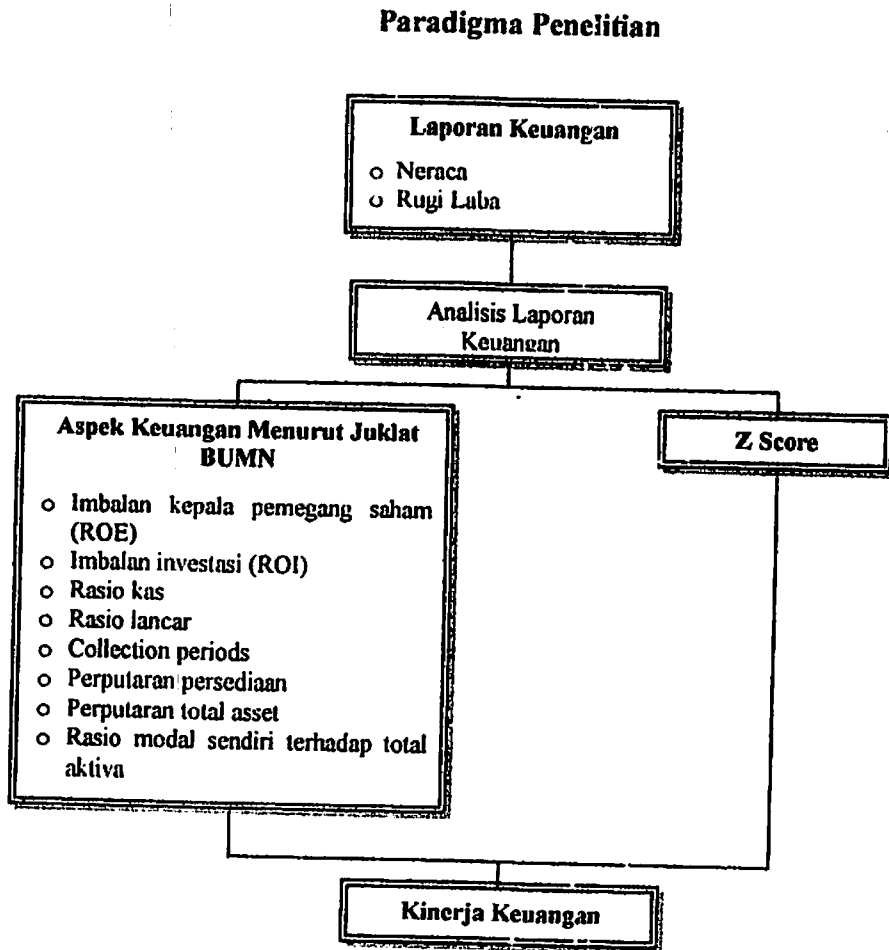 Paradigma Penelitian
Laporan Keuangan
o Neraca
o Rugi Laba
Analisis Laporan
Keuangan
Aspek Keuangan Menurut Juklat
BUMN
o Imbalan kepala pemegang saham
(ROE)
o Imbalan investasi (ROI)
o Rasio kas
o Rasio lancar
o Collection periods
o Perputaran persediaan
o Perputaran total asset
o Rasio modal sendiri terhadap total
aktiva
Z Score
Kinerja Keuangan